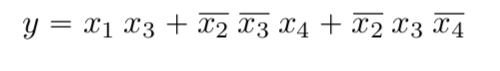 y = x₁ x₃ + x̅₂ x̅₃ x₄ + x̅₂ x₃ x̅₄